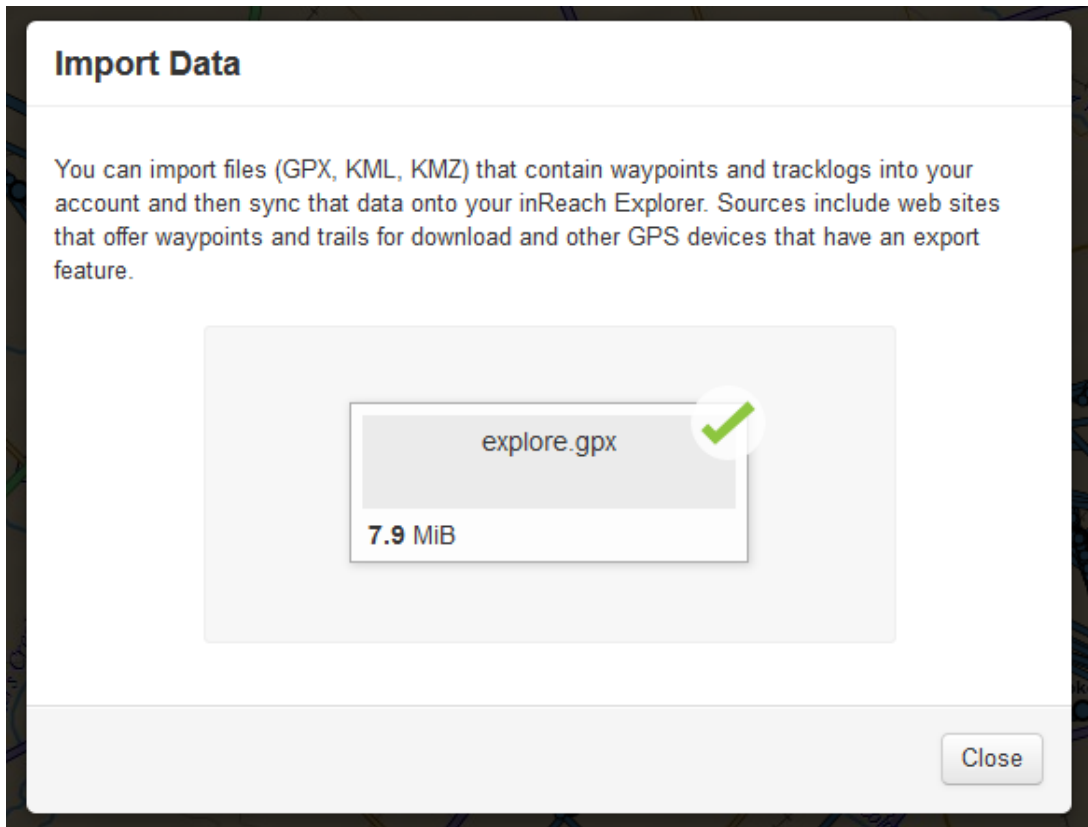 Import Data
You can import files (GPX, KML, KMZ) that contain waypoints and tracklogs into your
account and then sync that data onto your inReach Explorer. Sources include web sites
that offer waypoints and trails for download and other GPS devices that have an export
feature.
explore.gpx
7.9 MiB
Close